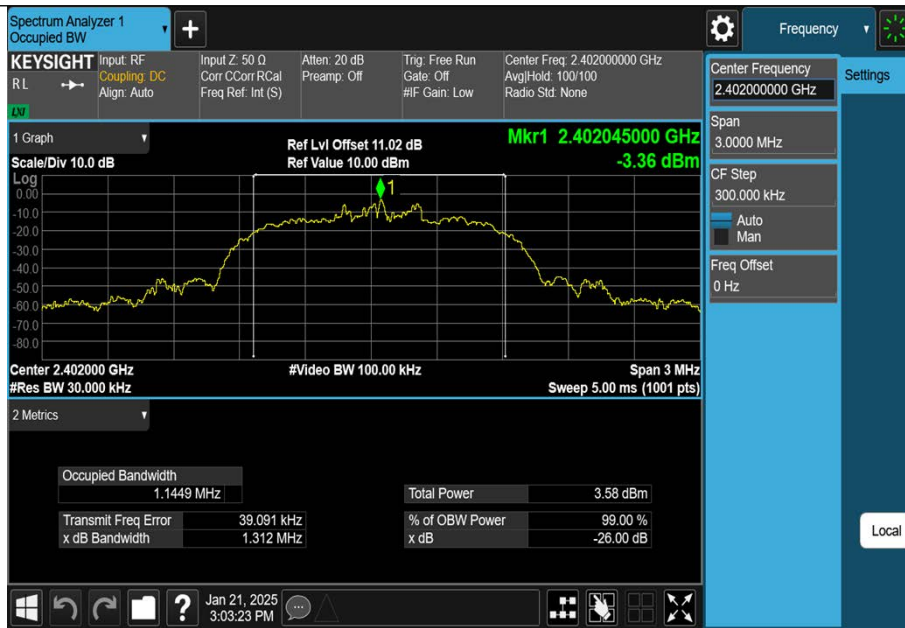 Spectrum Analyzer 1
Occupied BW
+
Frequency
KEYSIGHT
R L
LXI
Input: RF
Coupling: DC
Align: Auto
Input Z: 50 Ω
Corr CCorr RCal
Freq Ref: Int (S)
Atten: 20 dB
Preamp: Off
Trig: Free Run
Gate: Off
#IF Gain: Low
Center Freq: 2.402000000 GHz
Avg|Hold: 100/100
Radio Std: None
Center Frequency
2.402000000 GHz
Settings
Span
3.0000 MHz
CF Step
300.000 kHz
Auto
Man
Freq Offset
0 Hz
1 Graph
Scale/Div 10.0 dB
Ref Lvl Offset 11.02 dB
Ref Value 10.00 dBm
Mkr1 2.402045000 GHz
-3.36 dBm
Log
1
0.00
-10.0
-20.0
-30.0
-40.0
-50.0
-60.0
-70.0
-80.0
Center 2.402000 GHz
#Res BW 30.000 kHz
#Video BW 100.00 kHz
Span 3 MHz
Sweep 5.00 ms (1001 pts)
2 Metrics
Occupied Bandwidth
1.1449 MHz
Total Power 3.58 dBm
Transmit Freq Error 39.091 kHz
% of OBW Power 99.00 %
x dB Bandwidth 1.312 MHz
x dB -26.00 dB
Local
?
Jan 21, 2025
3:03:23 PM